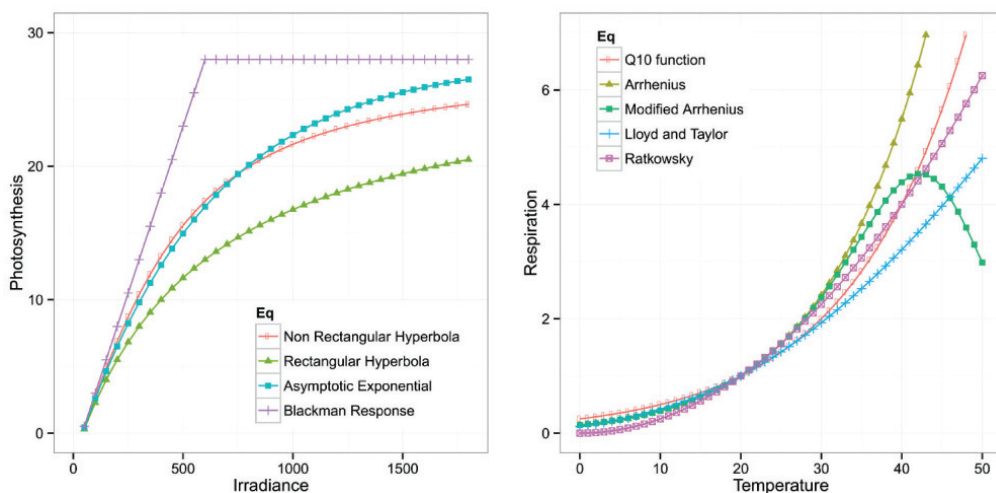 Photosynthesis
30
20
10
0
0
500
1000
1500
Irradiance
Eq
Non Rectangular Hyperbola
Rectangular Hyperbola
Asymptotic Exponential
Blackman Response
Respiration
6
4
2
0
0
10
20
30
40
50
Temperature
Eq
Q10 function
Arrhenius
Modified Arrhenius
Lloyd and Taylor
Ratkowsky